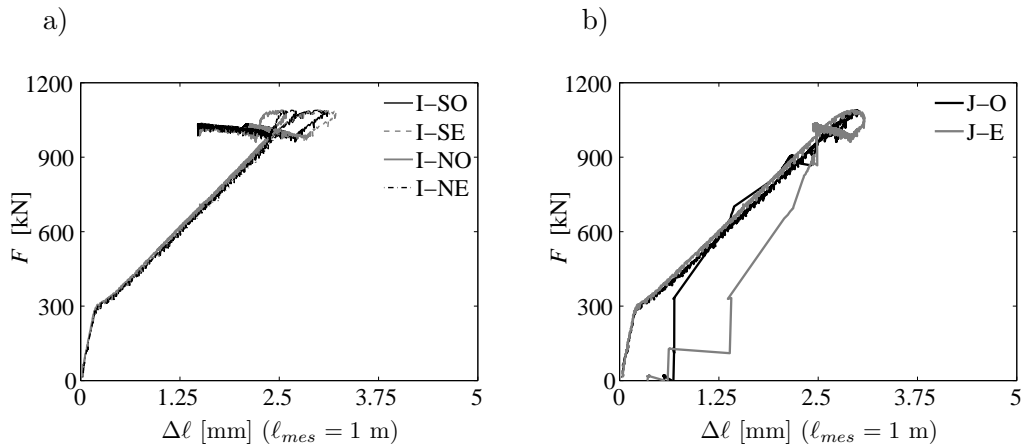 a)
1200
900
600
300
0
F [kN]
0 1.25 2.5 3.75 5
Δℓ [mm] (ℓmes = 1 m)
I−SO
I−SE
I−NO
I−NE
b)
1200
900
600
300
0
F [kN]
0 1.25 2.5 3.75 5
Δℓ [mm] (ℓmes = 1 m)
J−O
J−E